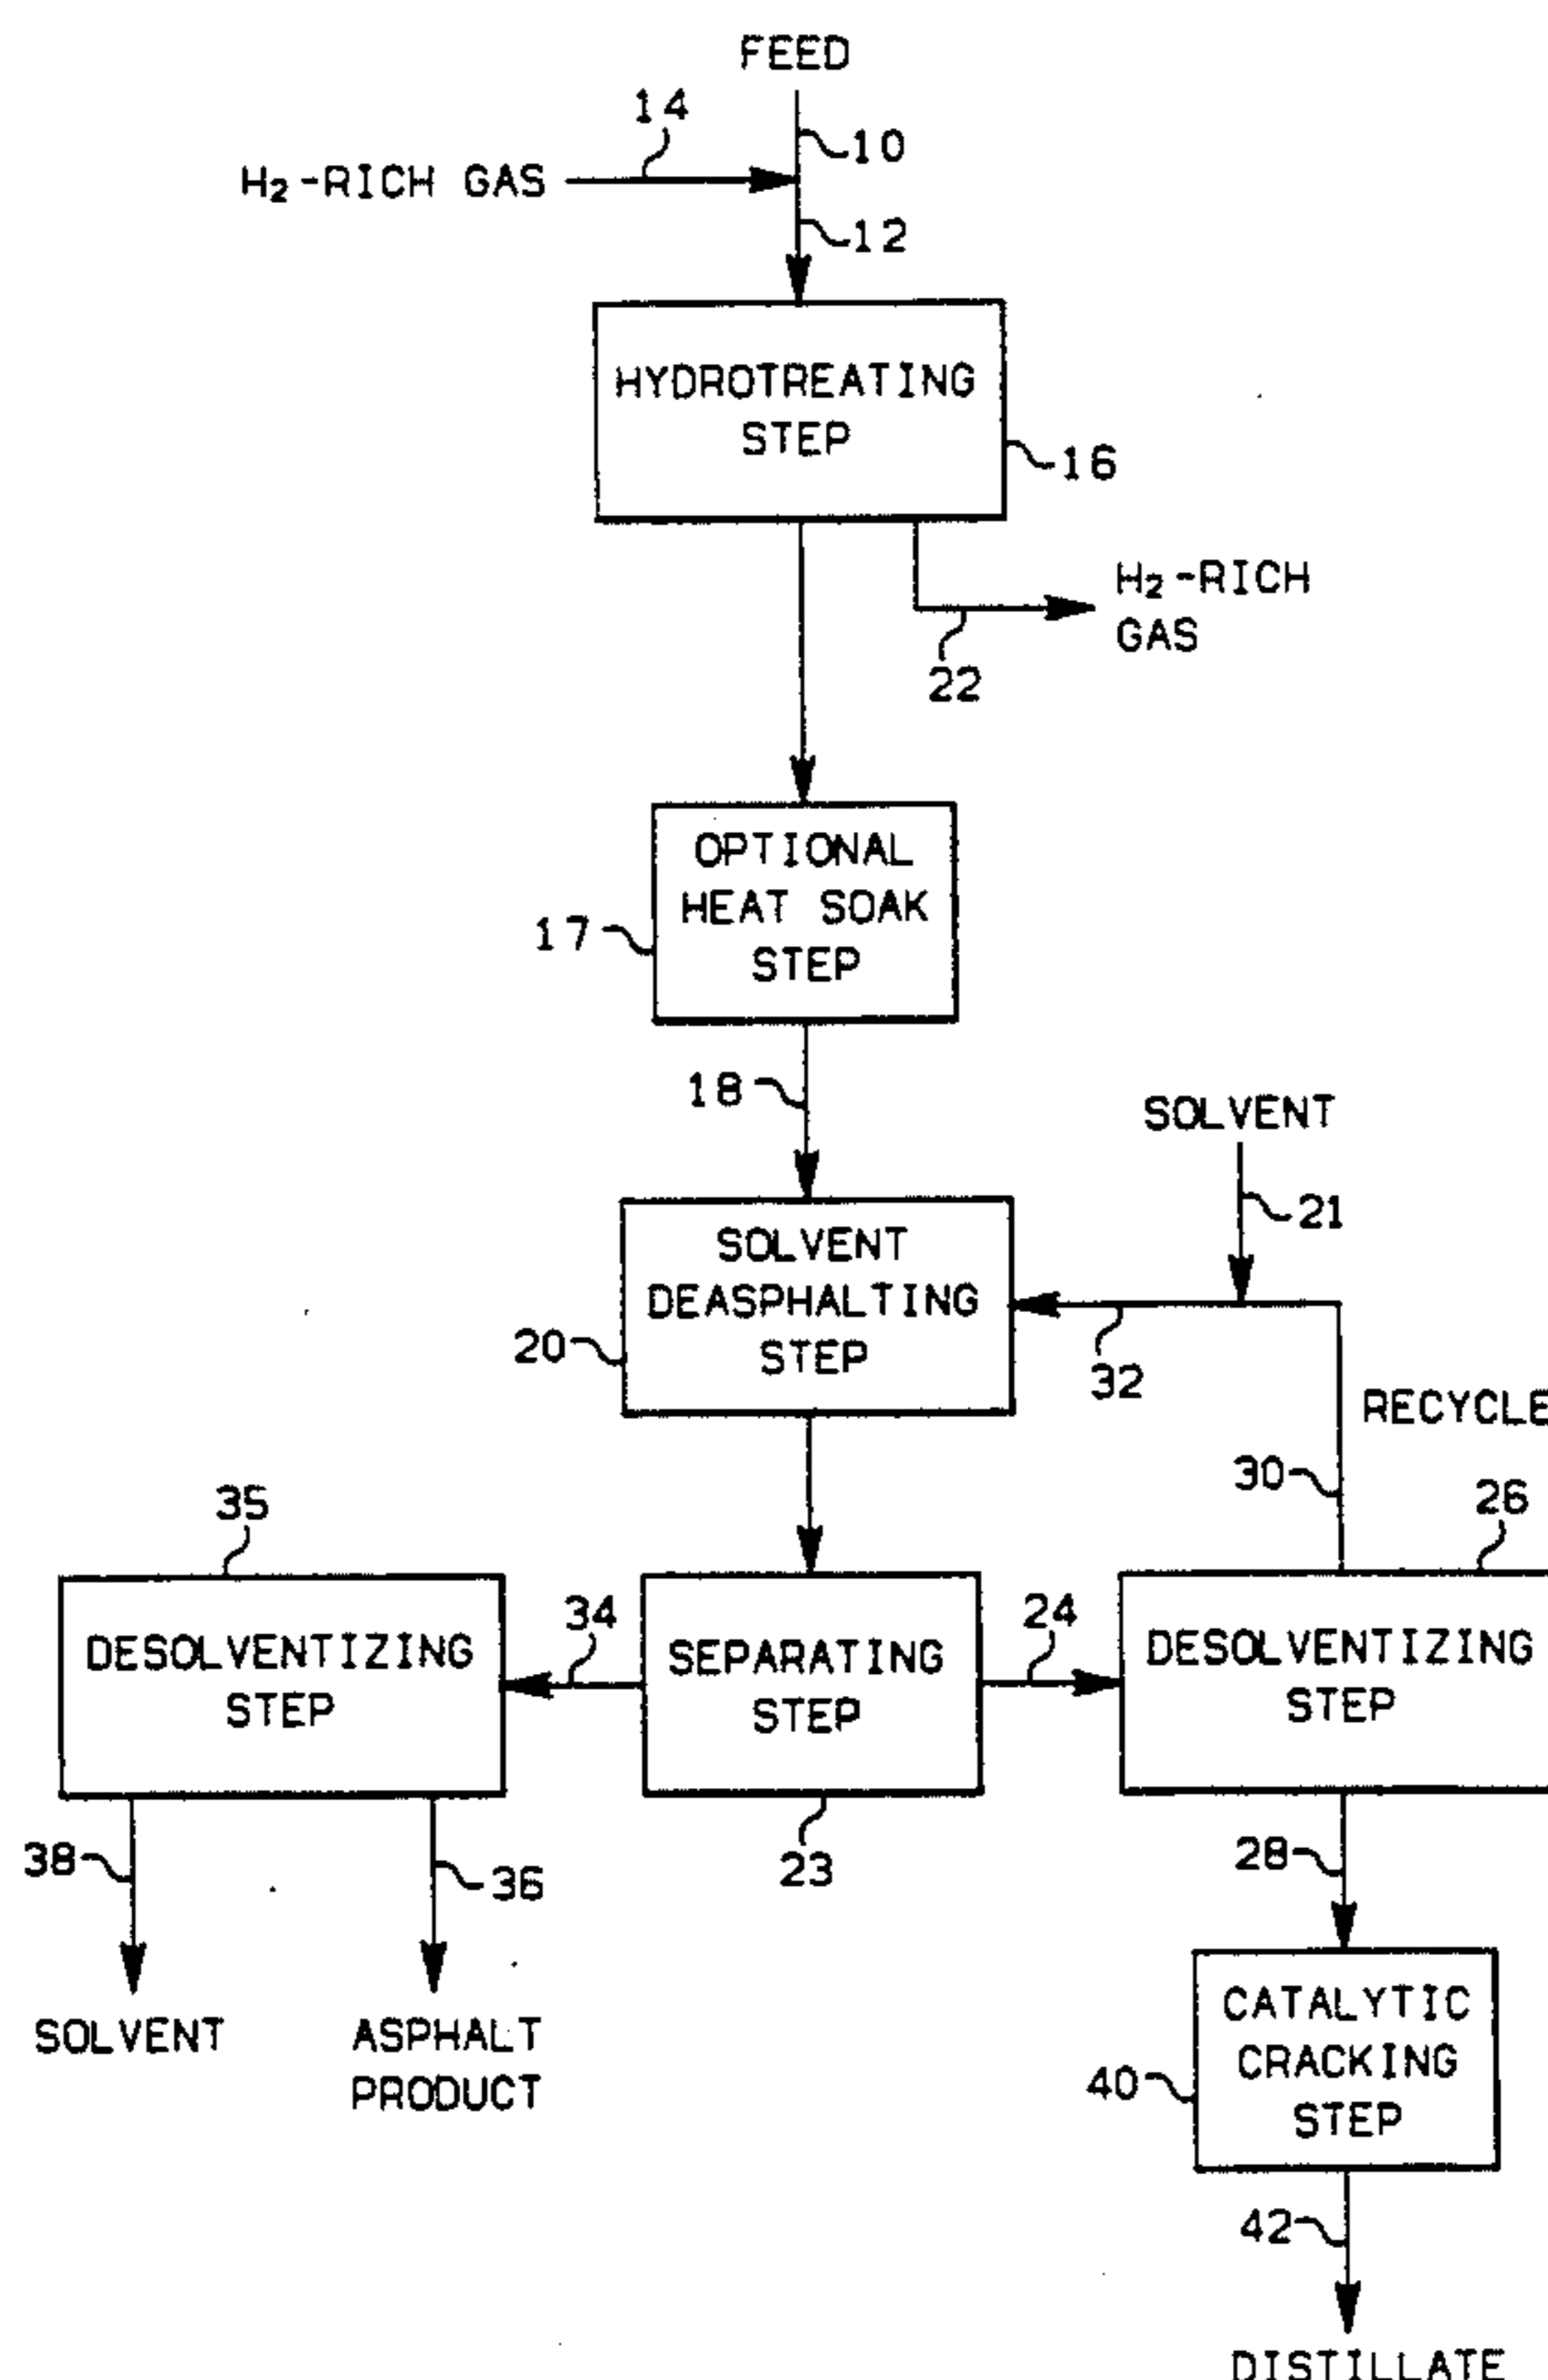 FEED
14
10
H₂-RICH GAS
12
HYDROTREATING
STEP
16
H₂-RICH
GAS
22
OPTIONAL
HEAT SOAK
STEP
17
18
SOLVENT
21
SOLVENT
DEASPHALTING
STEP
20
32
RECYCLE
30
26
35
34
24
DESOLVENTIZING
STEP
SEPARATING
STEP
DESOLVENTIZING
STEP
38
36
23
28
SOLVENT
ASPHALT
PRODUCT
CATALYTIC
CRACKING
STEP
40
42
DISTILLATE